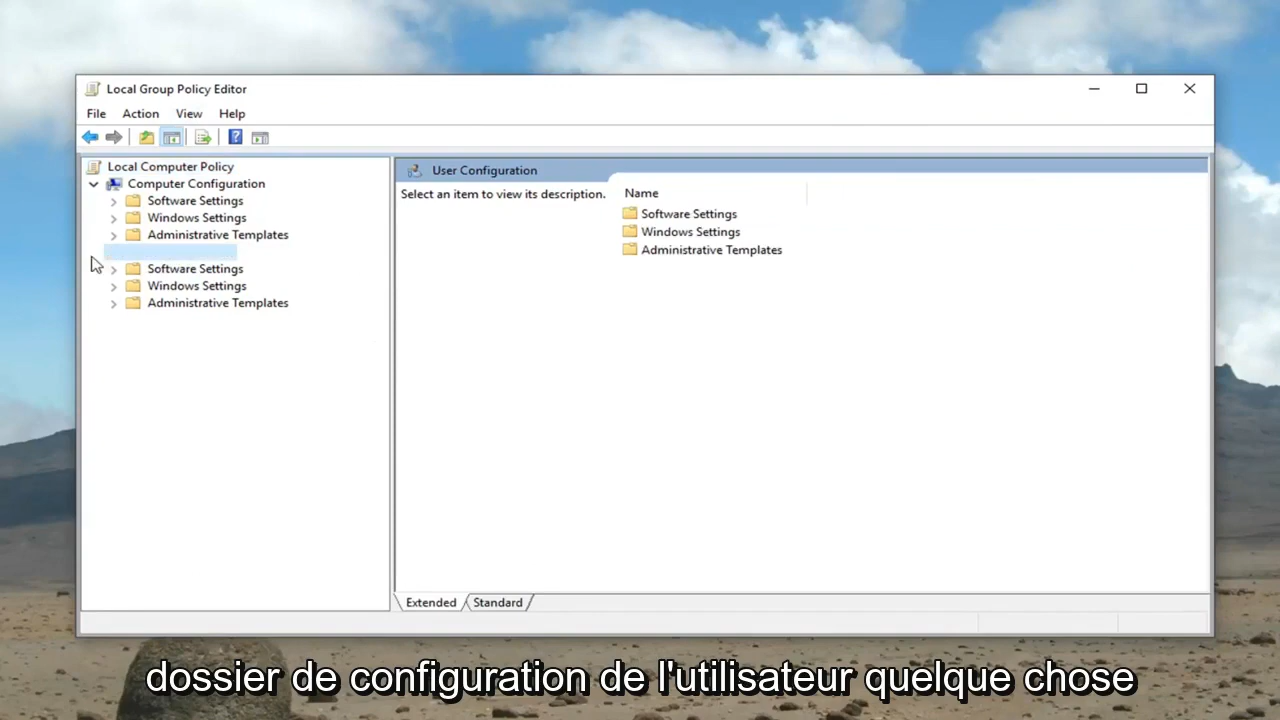 Local Group Policy Editor
File Action View Help
Local Computer Policy
Computer Configuration
Software Settings
Windows Settings
Administrative Templates
Software Settings
Windows Settings
Administrative Templates
User Configuration
Select an item to view its description.
Name
Software Settings
Windows Settings
Administrative Templates
Extended Standard
dossier de configuration de l'utilisateur quelque chose